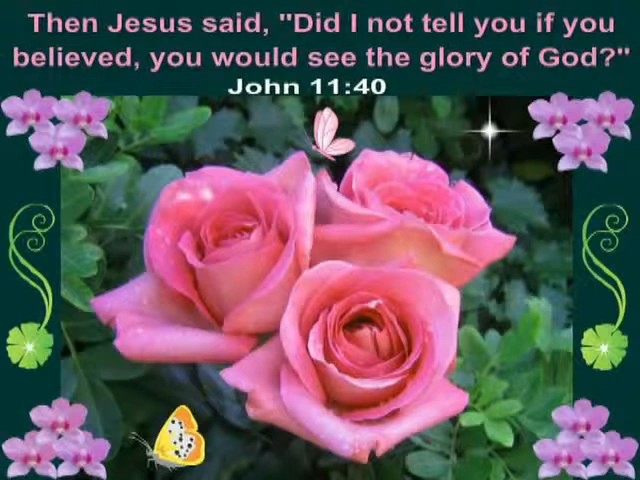 Then Jesus said, "Did I not tell you if you
believed, you would see the glory of God?"
John 11:40